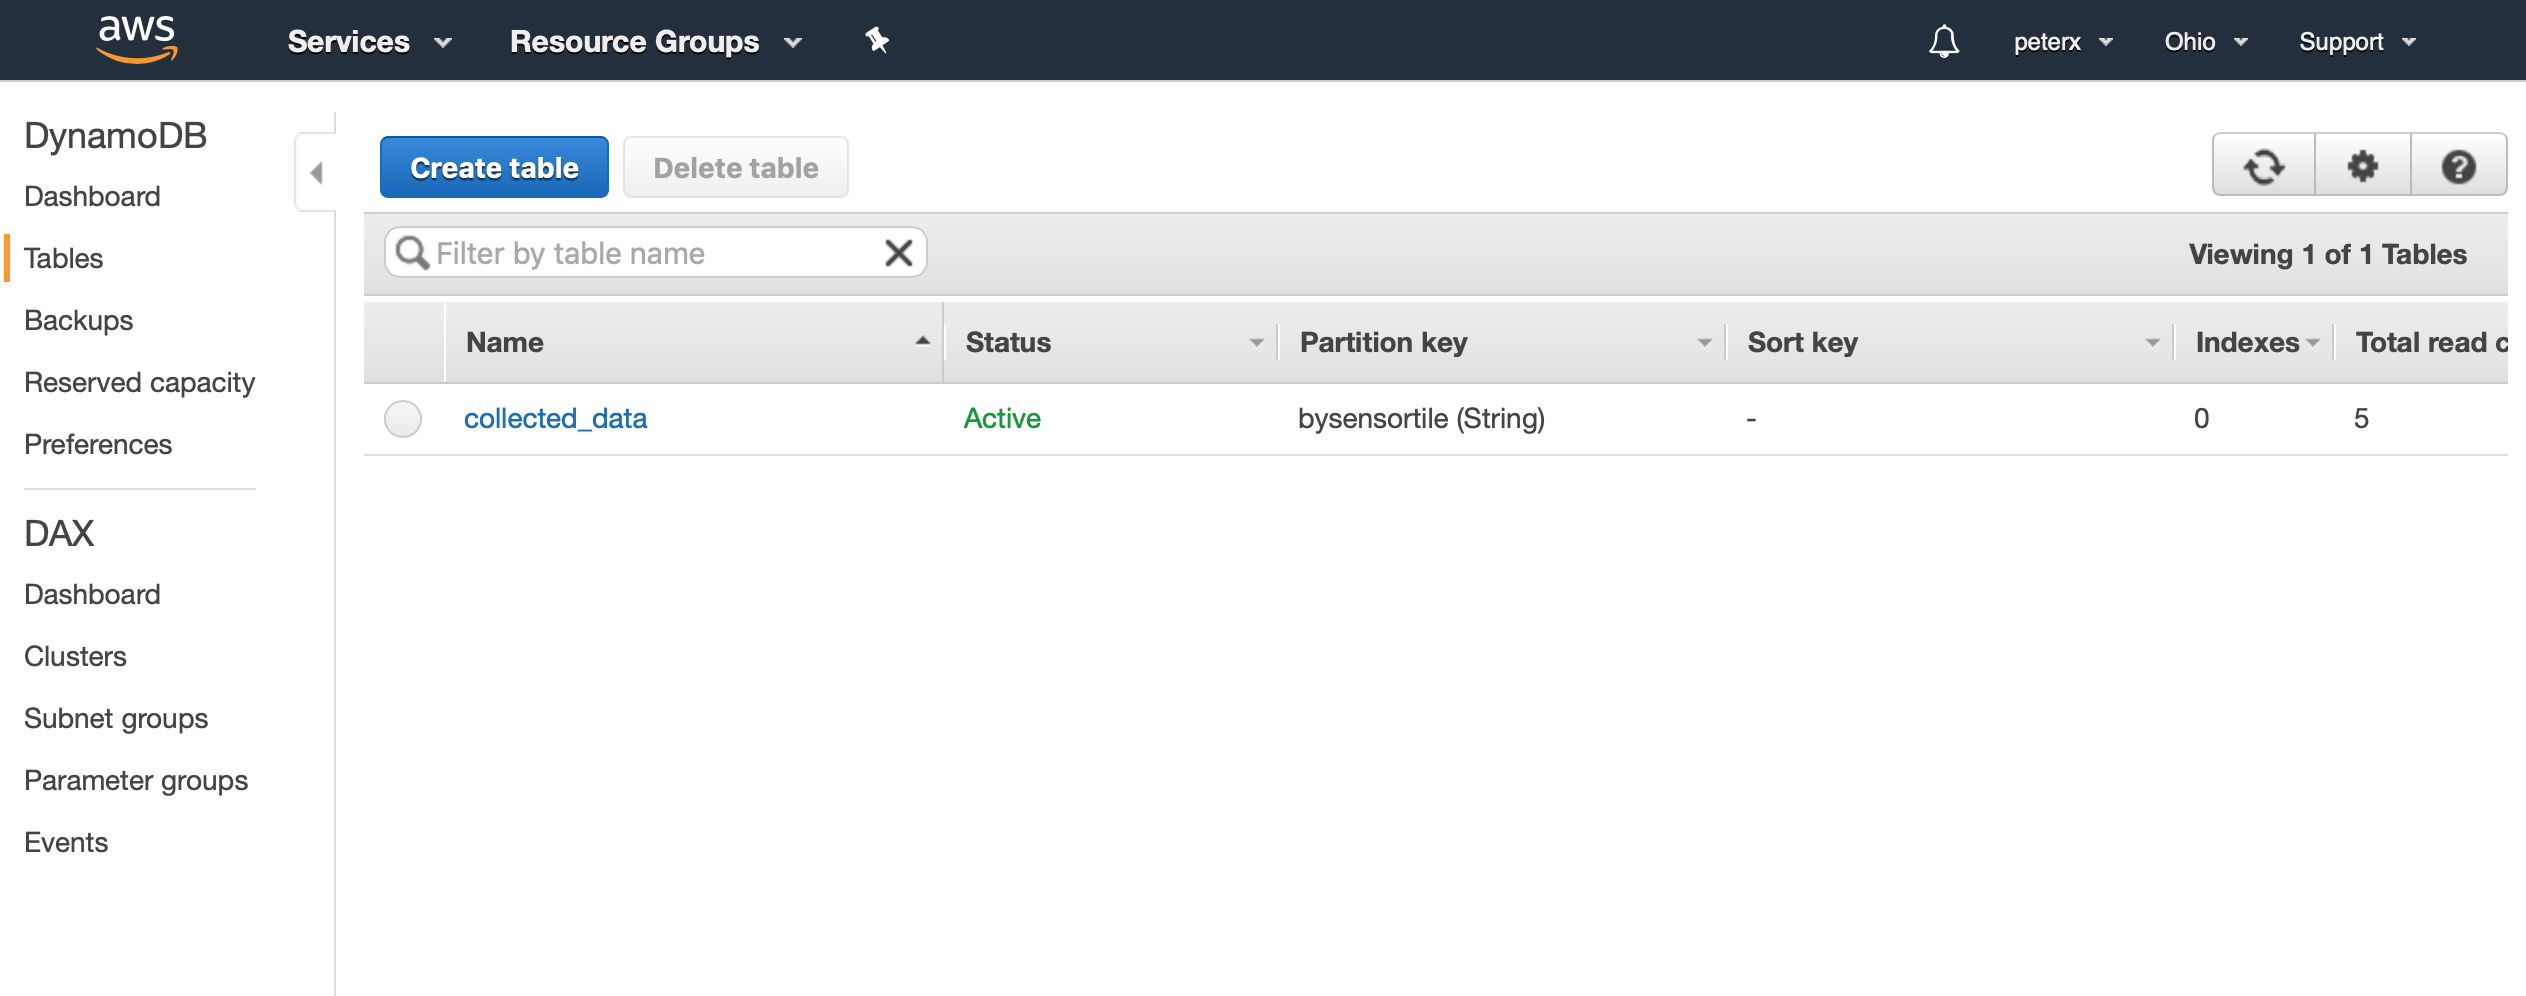 aws Services Resource Groups peterx Ohio Support
DynamoDB
Dashboard
Tables
Backups
Reserved capacity
Preferences
DAX
Dashboard
Clusters
Subnet groups
Parameter groups
Events
Create table Delete table
Filter by table name Viewing 1 of 1 Tables
Name Status Partition key Sort key Indexes Total read c
collected_data Active bysensortile (String) - 0 5